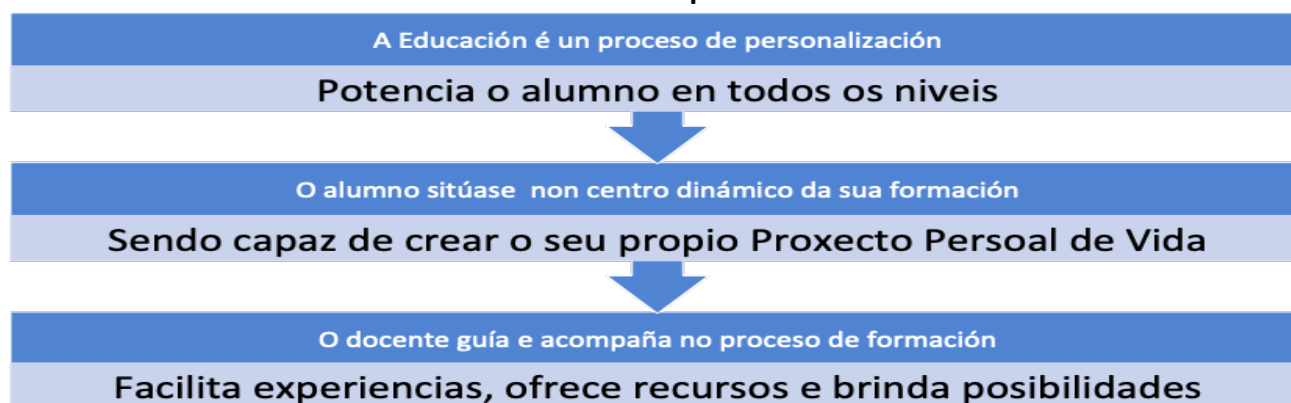 A Educación é un proceso de personalización
Potencia o alumno en todos os niveis
O alumno sitúase non centro dinámico da sua formación
Sendo capaz de crear o seu propio Proxecto Persoal de Vida
O docente guía e acompaña no proceso de formación
Facilita experiencias, ofrece recursos e brinda posibilidades